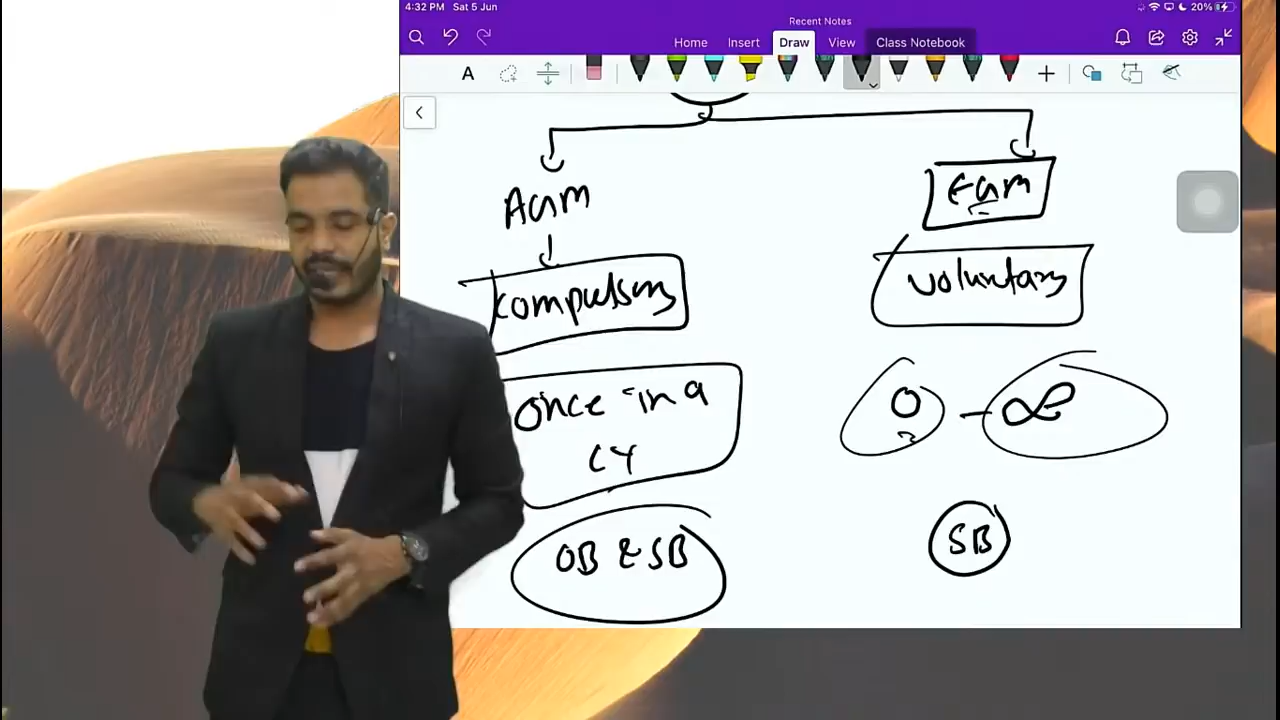 4:32 PM Sat 5 Jun
20%
Recent Notes
Home Insert Draw View Class Notebook
A
AGM
EGM
Compulsory
Voluntary
Once in a
CY
0 - ∞
OB & SB
SB